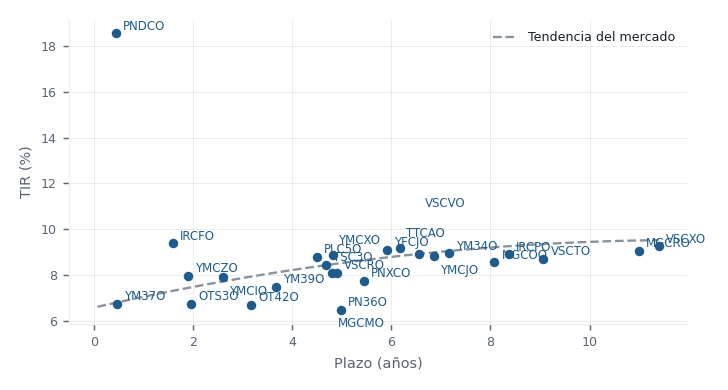 PNDCO
Tendencia del mercado
VSCVO
IRCFO
YMCXO
TTCAO
PLC5O
YFCJO
TSC3O
YM34O
IRCPO
MGCRO
VSCXO
YMCZO
VSCRO
PNXCO
YMCJO
MGCOO
VSCTO
YM37O
OTS3O
YMCIO
OT42O
YM39O
PN36O
MGCMO
TIR (%)
18
16
14
12
10
8
6
0
2
4
6
8
10
Plazo (años)